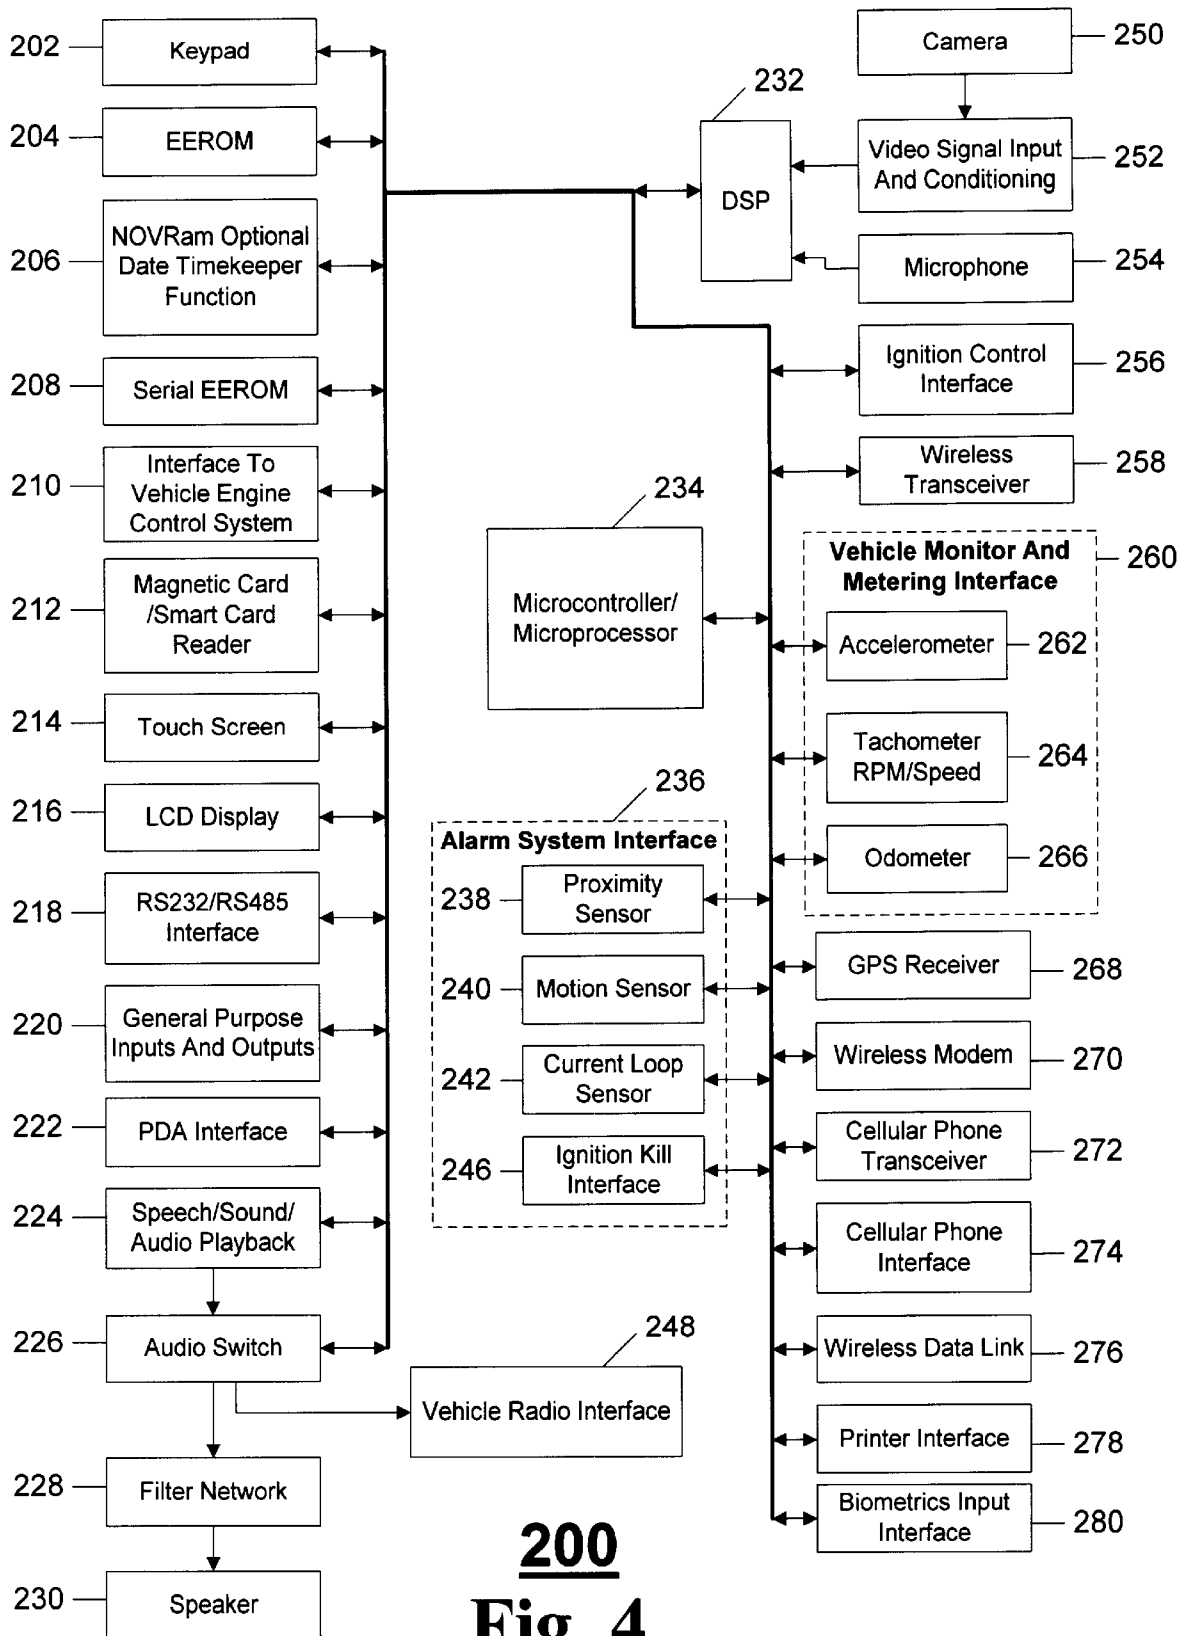 202
Keypad
204
EEROM
206
NOVRam Optional
Date Timekeeper
Function
208
Serial EEROM
210
Interface To
Vehicle Engine
Control System
212
Magnetic Card
/Smart Card
Reader
214
Touch Screen
216
LCD Display
218
RS232/RS485
Interface
220
General Purpose
Inputs And Outputs
222
PDA Interface
224
Speech/Sound/
Audio Playback
226
Audio Switch
228
Filter Network
230
Speaker
232
DSP
234
Microcontroller/
Microprocessor
236
Alarm System Interface
238
Proximity
Sensor
240
Motion Sensor
242
Current Loop
Sensor
246
Ignition Kill
Interface
248
Vehicle Radio Interface
Camera
250
Video Signal Input
And Conditioning
252
Microphone
254
Ignition Control
Interface
256
Wireless
Transceiver
258
Vehicle Monitor And
Metering Interface
260
Accelerometer
262
Tachometer
RPM/Speed
264
Odometer
266
GPS Receiver
268
Wireless Modem
270
Cellular Phone
Transceiver
272
Cellular Phone
Interface
274
Wireless Data Link
276
Printer Interface
278
Biometrics Input
Interface
280
200
Fig. 4